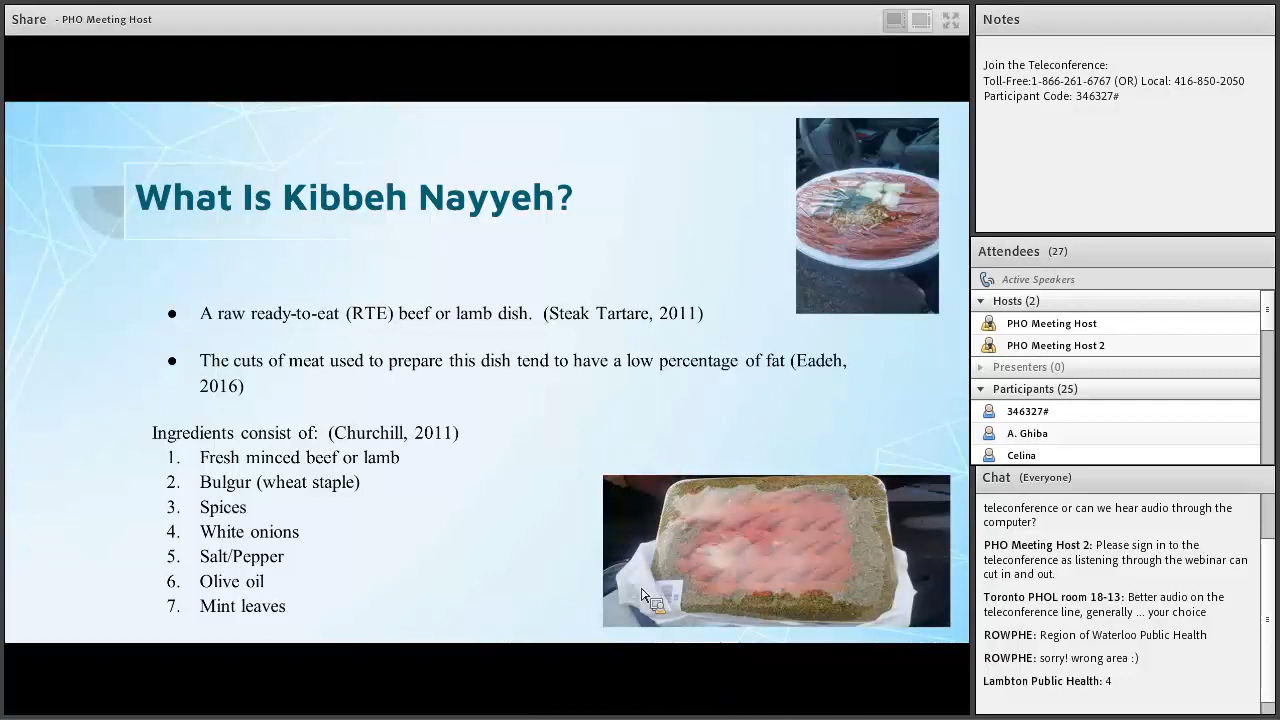 Share - PHO Meeting Host
What Is Kibbeh Nayyeh?
● A raw ready-to-eat (RTE) beef or lamb dish. (Steak Tartare, 2011)
● The cuts of meat used to prepare this dish tend to have a low percentage of fat (Eadeh,
2016)
Ingredients consist of: (Churchill, 2011)
1. Fresh minced beef or lamb
2. Bulgur (wheat staple)
3. Spices
4. White onions
5. Salt/Pepper
6. Olive oil
7. Mint leaves
Notes
Join the Teleconference:
Toll-Free:1-866-261-6767 (OR) Local: 416-850-2050
Participant Code: 346327#
Attendees (27)
Active Speakers
Hosts (2)
PHO Meeting Host
PHO Meeting Host 2
Presenters (0)
Participants (25)
346327#
A. Ghiba
Celina
Chat (Everyone)
teleconference or can we hear audio through the
computer?
PHO Meeting Host 2: Please sign in to the
teleconference as listening through the webinar can
cut in and out.
Toronto PHOL room 18-13: Better audio on the
teleconference line, generally ... your choice
ROWPHE: Region of Waterloo Public Health
ROWPHE: sorry! wrong area :)
Lambton Public Health: 4